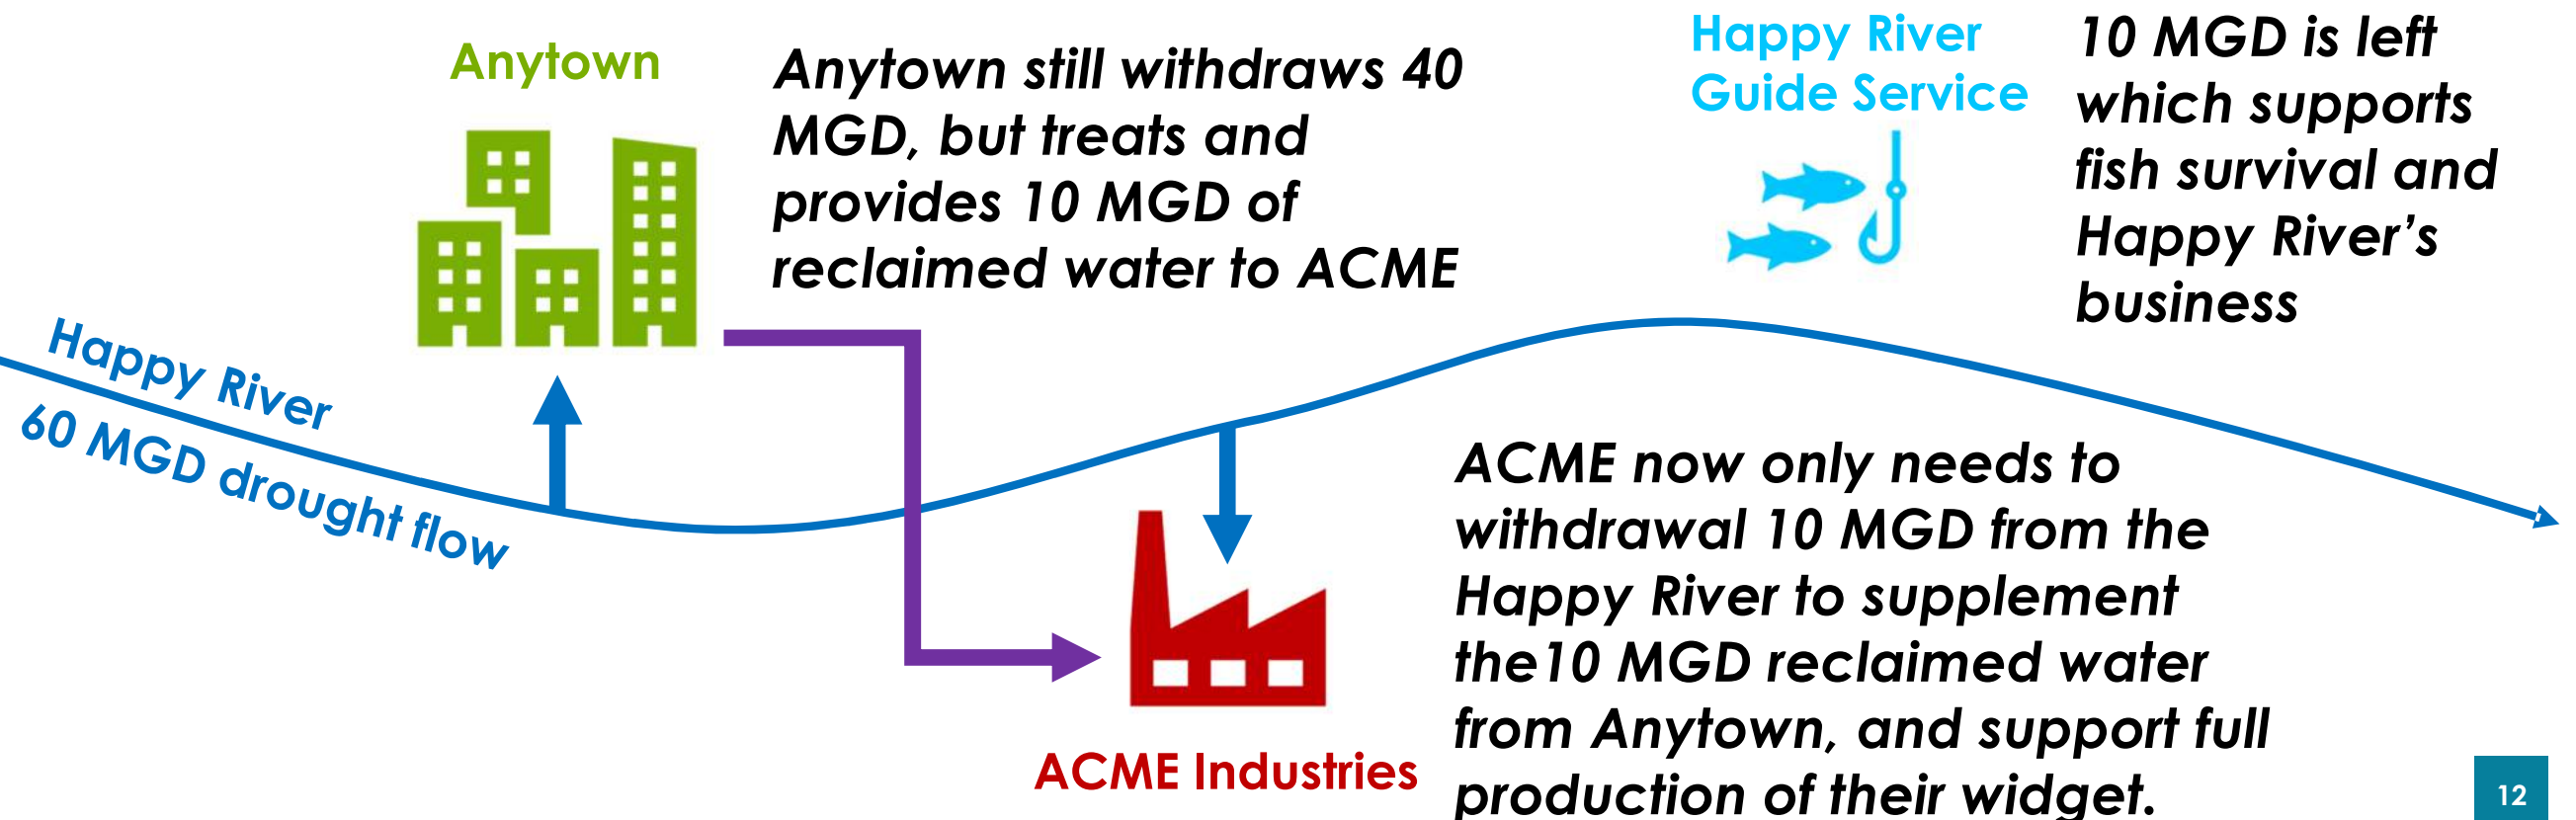 Anytown
Anytown still withdraws 40
MGD, but treats and
provides 10 MGD of
reclaimed water to ACME
Happy River
Guide Service
10 MGD is left
which supports
fish survival and
Happy River’s
business
Happy River
60 MGD drought flow
ACME Industries
ACME now only needs to
withdrawal 10 MGD from the
Happy River to supplement
the10 MGD reclaimed water
from Anytown, and support full
production of their widget.
12